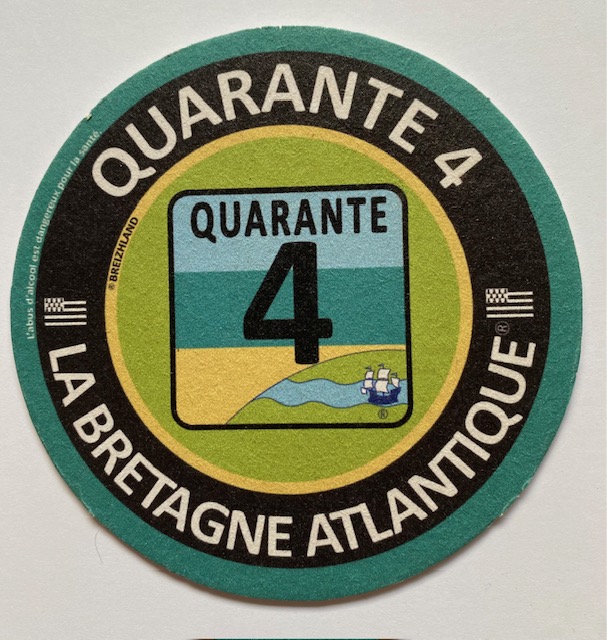 QUARANTE 4
L'abus d'alcool est dangereux pour la santé.
® BREIZHLAND
QUARANTE
4
®
LA BRETAGNE ATLANTIQUE®